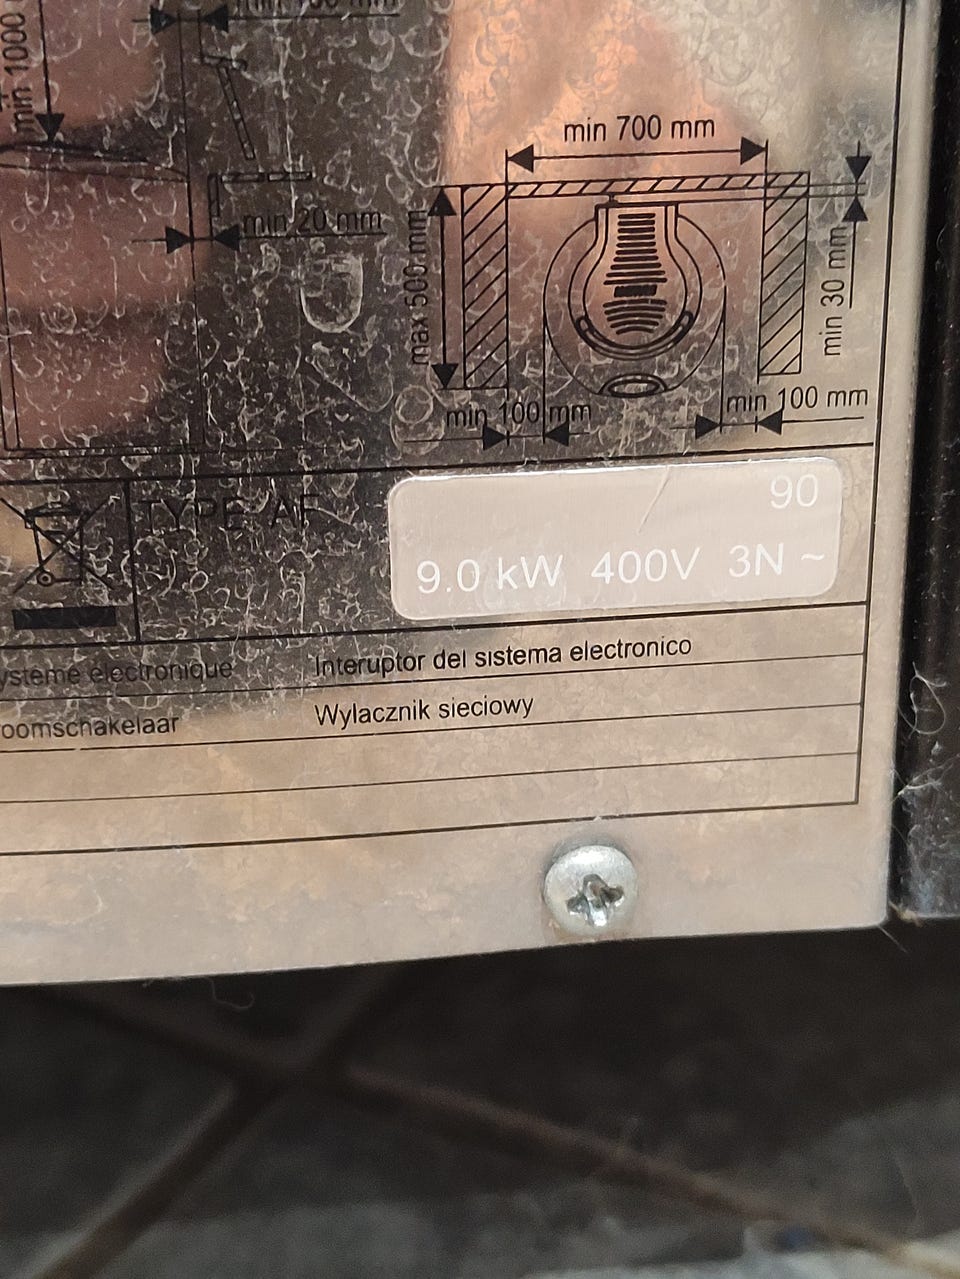 min 1000
min 700 mm
min 20 mm
max 500 mm
min 30 mm
min 100 mm
min 100 mm
TYPE AF
90
9.0 kW 400V 3N ~
electronique
Interuptor del sistema electronico
oomschakelaar
Wylacznik sieciowy